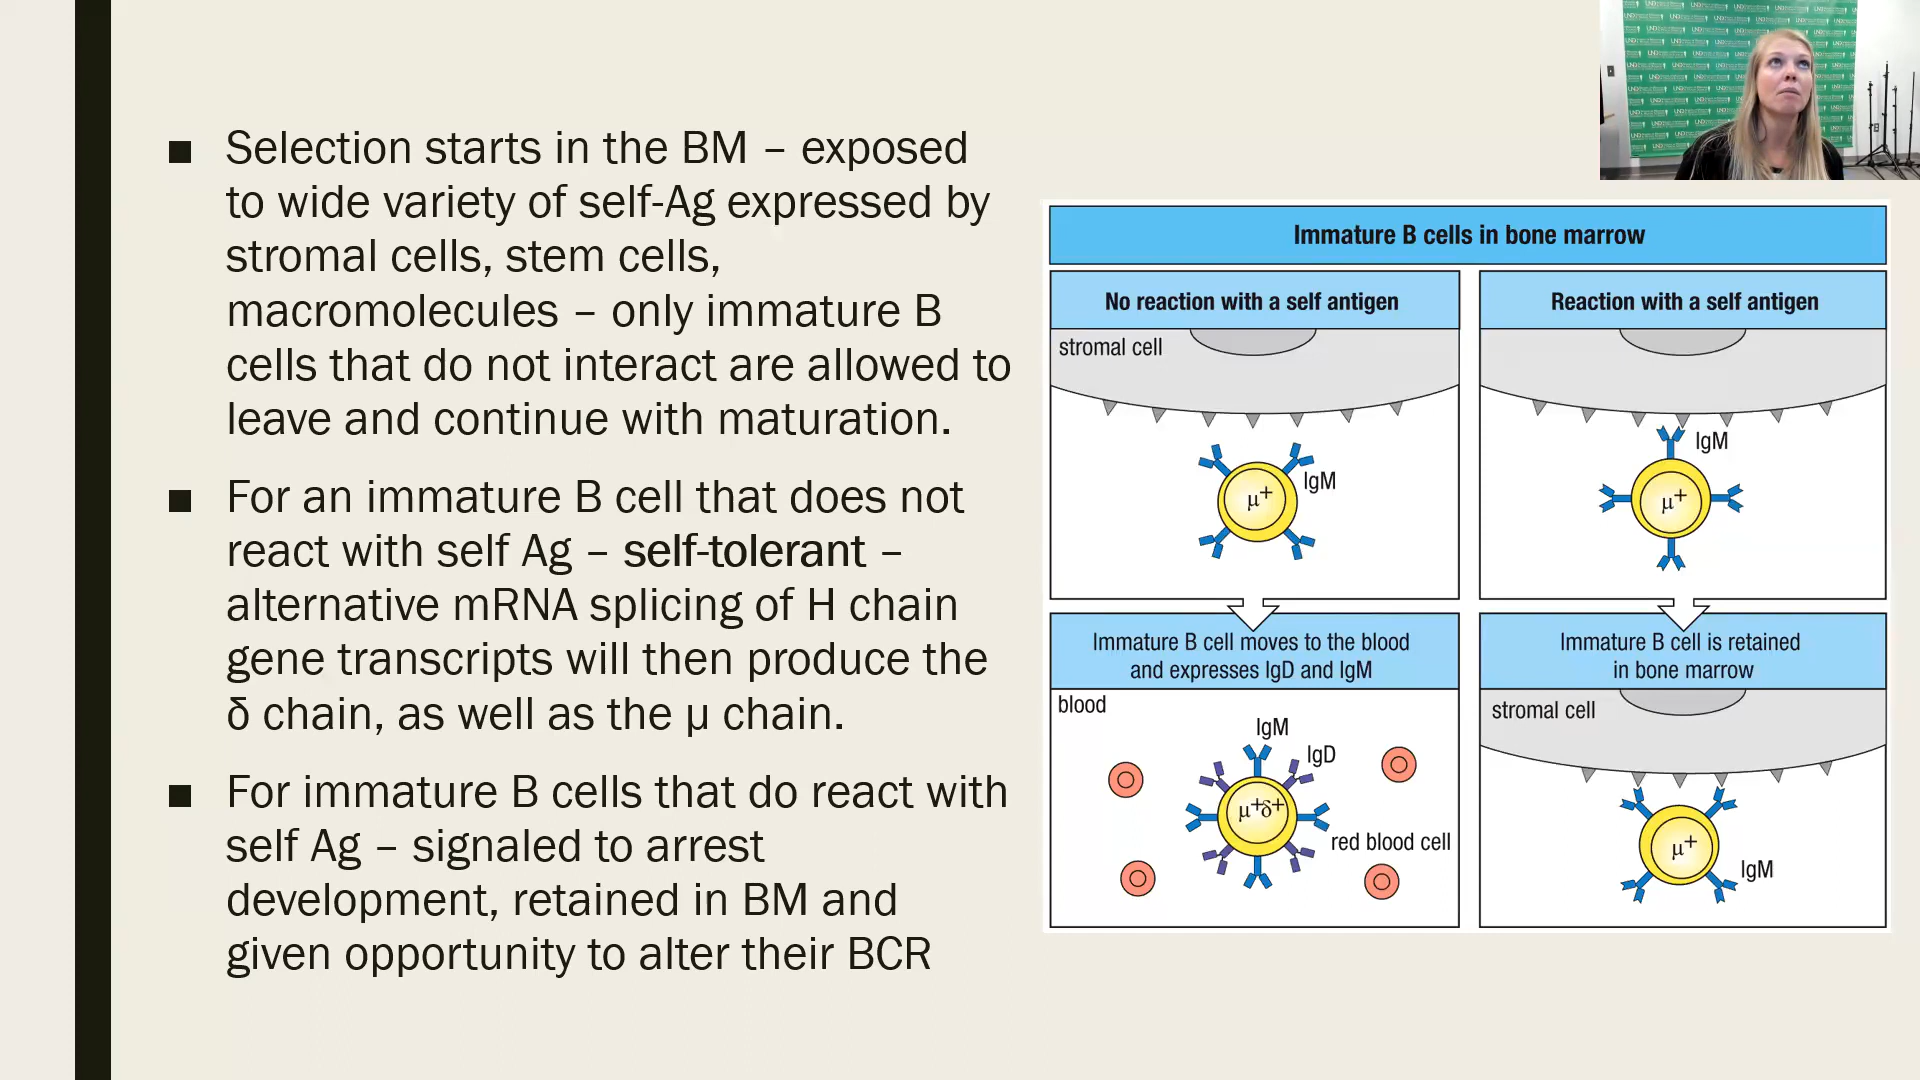 ■ Selection starts in the BM – exposed
to wide variety of self-Ag expressed by
stromal cells, stem cells,
macromolecules – only immature B
cells that do not interact are allowed to
leave and continue with maturation.
■ For an immature B cell that does not
react with self Ag – self-tolerant –
alternative mRNA splicing of H chain
gene transcripts will then produce the
δ chain, as well as the μ chain.
■ For immature B cells that do react with
self Ag – signaled to arrest
development, retained in BM and
given opportunity to alter their BCR
Immature B cells in bone marrow
No reaction with a self antigen
stromal cell
IgM
μ+
Immature B cell moves to the blood
and expresses IgD and IgM
blood
IgM
IgD
μ+δ+
red blood cell
Reaction with a self antigen
IgM
μ+
Immature B cell is retained
in bone marrow
stromal cell
μ+
IgM
UND